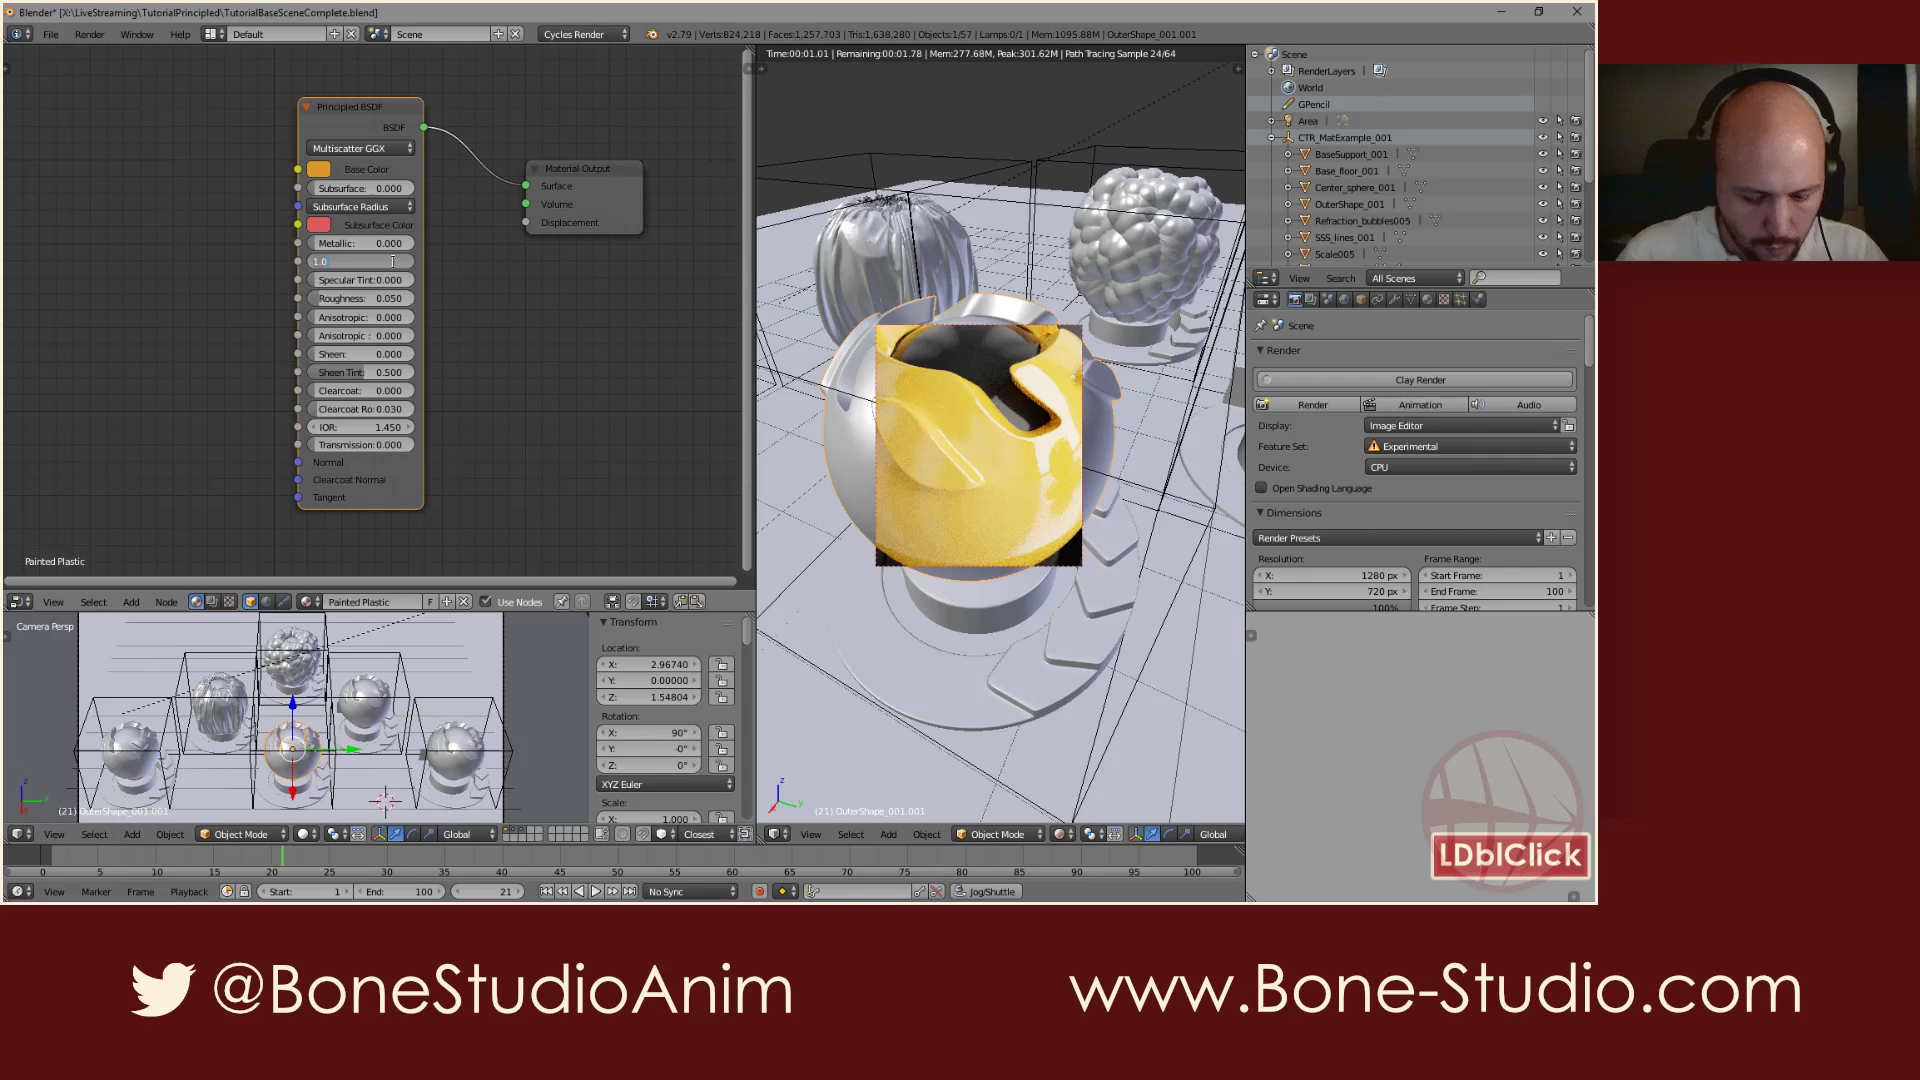 Blender* [X:\LiveStreaming\TutorialPrincipled\TutorialBaseSceneComplete.blend]
File Render Window Help Default Scene Cycles Render v2.79 | Verts:824,218 | Faces:1,257,703 | Tris:1,638,280 | Objects:1/57 | Lamps:0/1 | Mem:1095.88M | OuterShape_001.001
Time:00:01.01 | Remaining:00:01.78 | Mem:277.68M, Peak:301.62M | Path Tracing Sample 24/64
Principled BSDF
BSDF
Multiscatter GGX
Base Color
Subsurface: 0.000
Subsurface Radius
Subsurface Color
Metallic: 0.000
1.0
Specular Tint:0.000
Roughness: 0.050
Anisotropic: 0.000
Anisotropic : 0.000
Sheen: 0.000
Sheen Tint: 0.500
Clearcoat: 0.000
Clearcoat Ro: 0.030
IOR: 1.450
Transmission: 0.000
Normal
Clearcoat Normal
Tangent
Material Output
Surface
Volume
Displacement
Painted Plastic
View Select Add Node Painted Plastic F Use Nodes
Camera Persp
(21) OuterShape_001.001
Transform
Location:
X: 2.96740
Y: 0.00000
Z: 1.54804
Rotation:
X: 90°
Y: -0°
Z: 0°
XYZ Euler
Scale:
X: 1.000
View Select Add Object Object Mode Global Closest
(21) OuterShape_001.001
View Select Add Object Object Mode Global
0 5 10 15 20 25 30 35 40 45 50 55 60 65 70 75 80 85 90 95 100
View Marker Frame Playback Start: 1 End: 100 21 No Sync Jog/Shuttle
Scene
RenderLayers |
World
GPencil
Area
CTR_MatExample_001
BaseSupport_001
Base_floor_001
Center_sphere_001
OuterShape_001
Refraction_bubbles005
SSS_lines_001
Scale005
View Search All Scenes
Scene
Render
Clay Render
Render Animation Audio
Display: Image Editor
Feature Set: Experimental
Device: CPU
Open Shading Language
Dimensions
Render Presets
Resolution: Frame Range:
X: 1280 px Start Frame: 1
Y: 720 px End Frame: 100
100% Frame Step: 1
LDblClick
@BoneStudioAnim
www.Bone-Studio.com